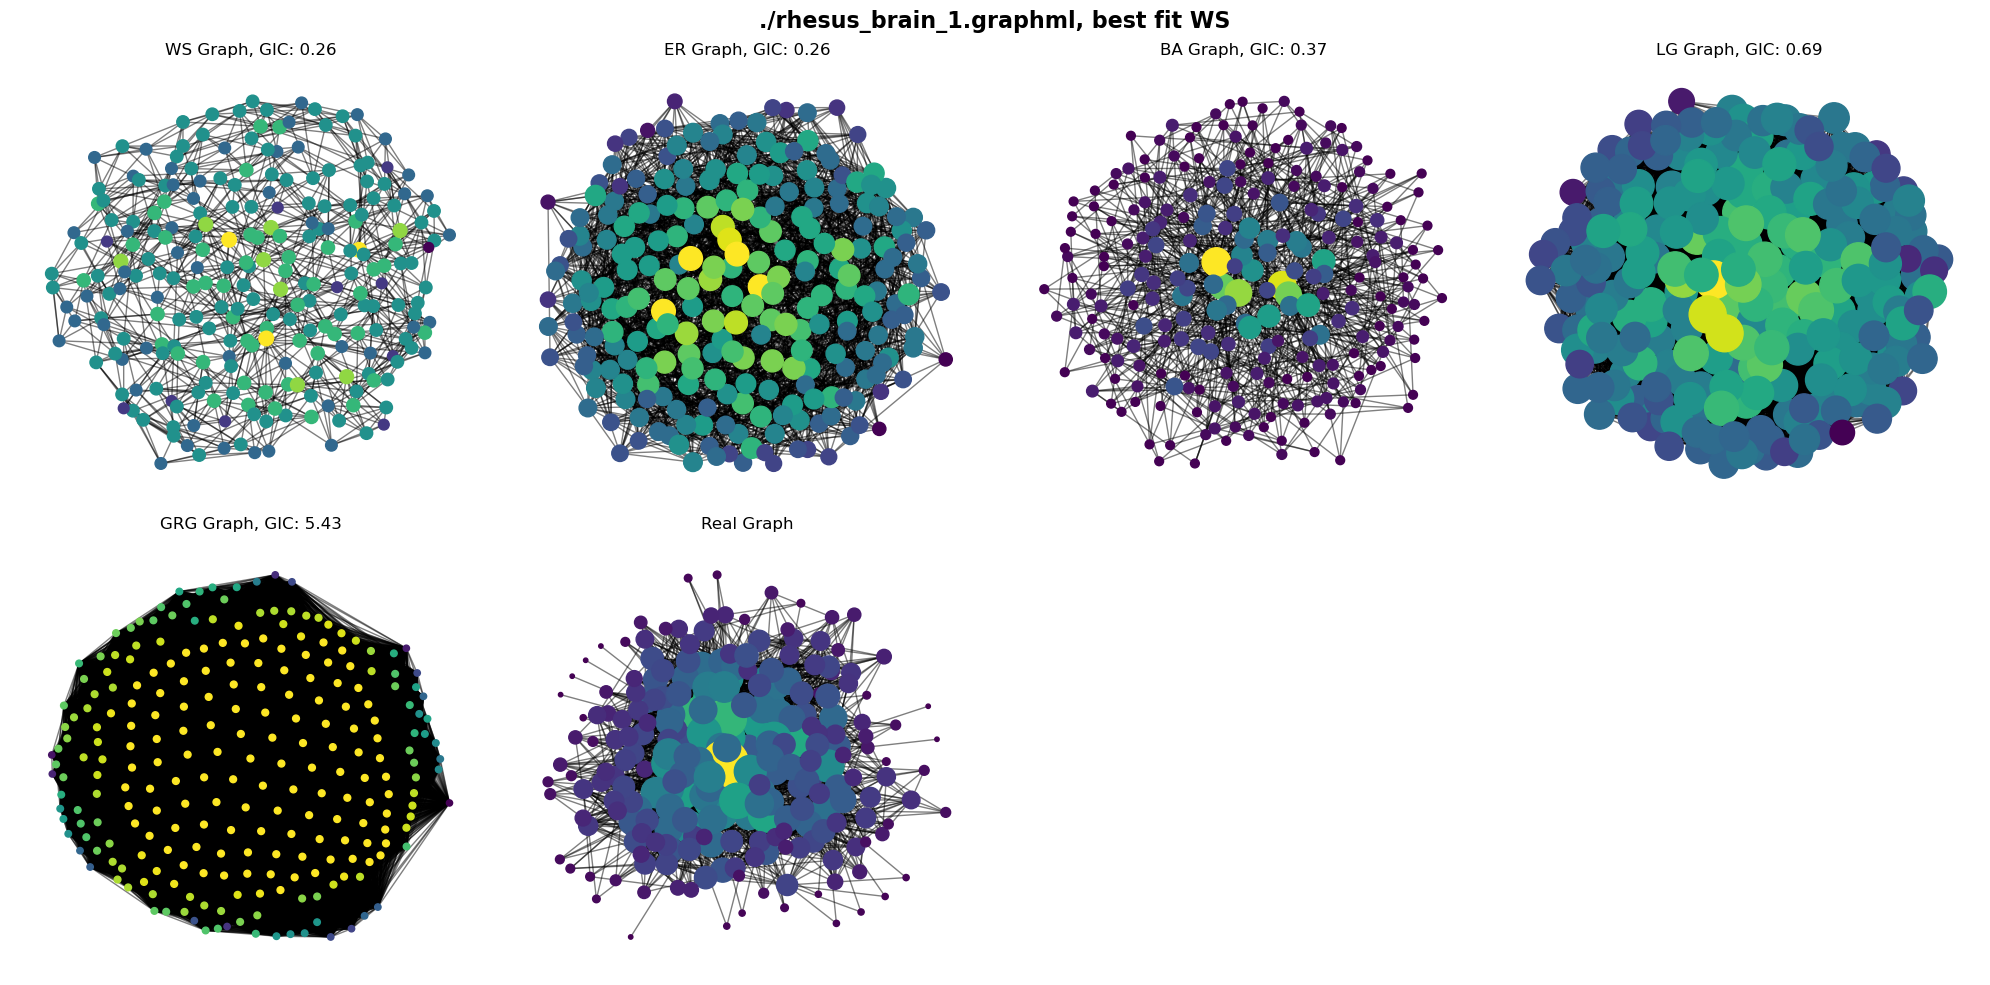 ./rhesus_brain_1.graphml, best fit WS
WS Graph, GIC: 0.26
ER Graph, GIC: 0.26
BA Graph, GIC: 0.37
LG Graph, GIC: 0.69
GRG Graph, GIC: 5.43
Real Graph